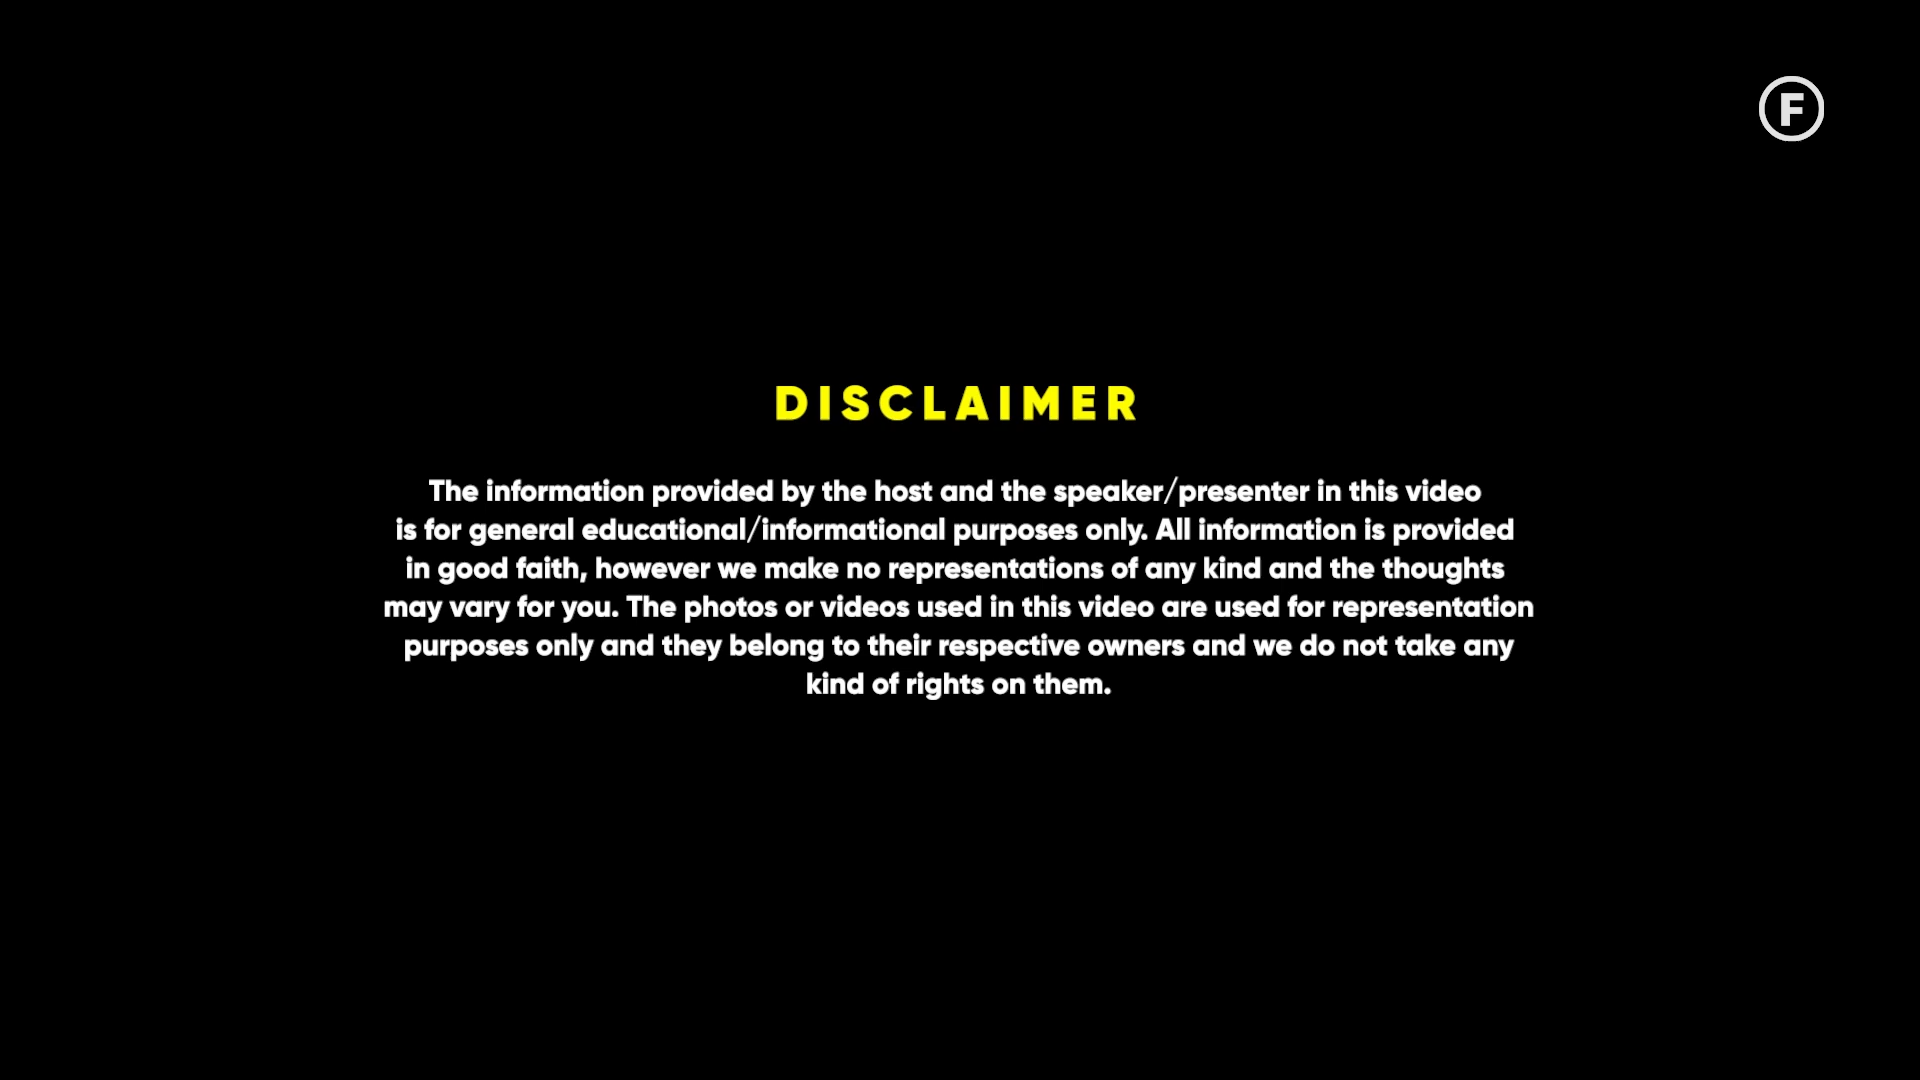 F
DISCLAIMER
The information provided by the host and the speaker/presenter in this video
is for general educational/informational purposes only. All information is provided
in good faith, however we make no representations of any kind and the thoughts
may vary for you. The photos or videos used in this video are used for representation
purposes only and they belong to their respective owners and we do not take any
kind of rights on them.